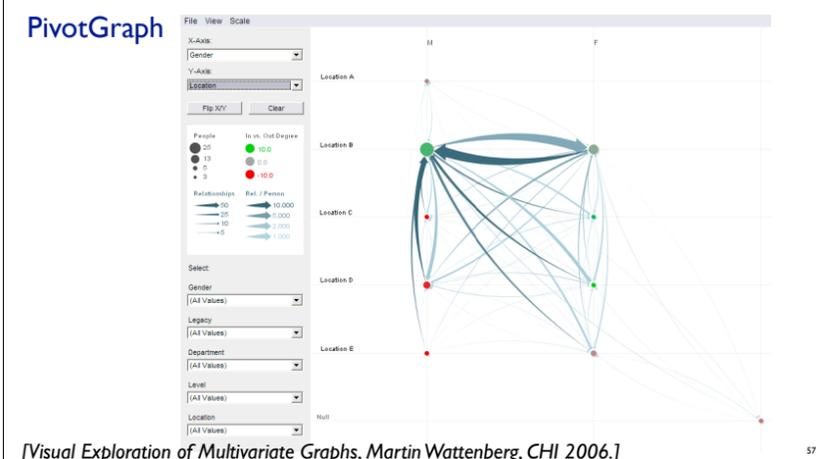 PivotGraph
File View Scale
X-Axis:
Gender
Y-Axis:
Location
Flip X/Y Clear
People In vs. Out Degree
25 10.0
13 0.0
5 -10.0
3
Relationships Rel. / Person
50 10.000
25 5.000
10 2.000
5 1.000
Select:
Gender
(All Values)
Legacy
(All Values)
Department
(All Values)
Level
(All Values)
Location
(All Values)
M F
Location A
Location B
Location C
Location D
Location E
Null
[Visual Exploration of Multivariate Graphs, Martin Wattenberg, CHI 2006.]
57